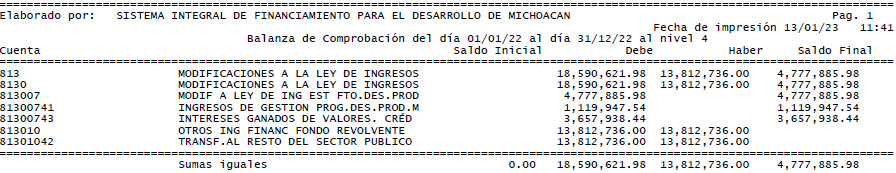 Elaborado por: SISTEMA INTEGRAL DE FINANCIAMIENTO PARA EL DESARROLLO DE MICHOACAN Pag. 1
Fecha de impresión 13/01/23 11:41
Balanza de Comprobación del día 01/01/22 al día 31/12/22 al nivel 4
Cuenta Saldo Inicial Debe Haber Saldo Final
813 MODIFICACIONES A LA LEY DE INGRESOS 18,590,621.98 13,812,736.00 4,777,885.98
8130 MODIFICACIONES A LA LEY DE INGRESOS 18,590,621.98 13,812,736.00 4,777,885.98
813007 MODIF A LEY DE ING EST FTO.DES.PROD 4,777,885.98 4,777,885.98
81300741 INGRESOS DE GESTION PROG.DES.PROD.M 1,119,947.54 1,119,947.54
81300743 INTERESES GANADOS DE VALORES. CRÉD 3,657,938.44 3,657,938.44
813010 OTROS ING FINANC FONDO REVOLVENTE 13,812,736.00 13,812,736.00
81301042 TRANSF.AL RESTO DEL SECTOR PUBLICO 13,812,736.00 13,812,736.00
Sumas iguales 0.00 18,590,621.98 13,812,736.00 4,777,885.98